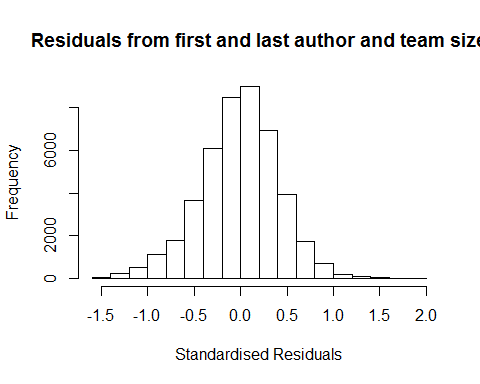 Residuals from first and last author and team size
Frequency
6000
2000
0
-1.5 -1.0 -0.5 0.0 0.5 1.0 1.5 2.0
Standardised Residuals